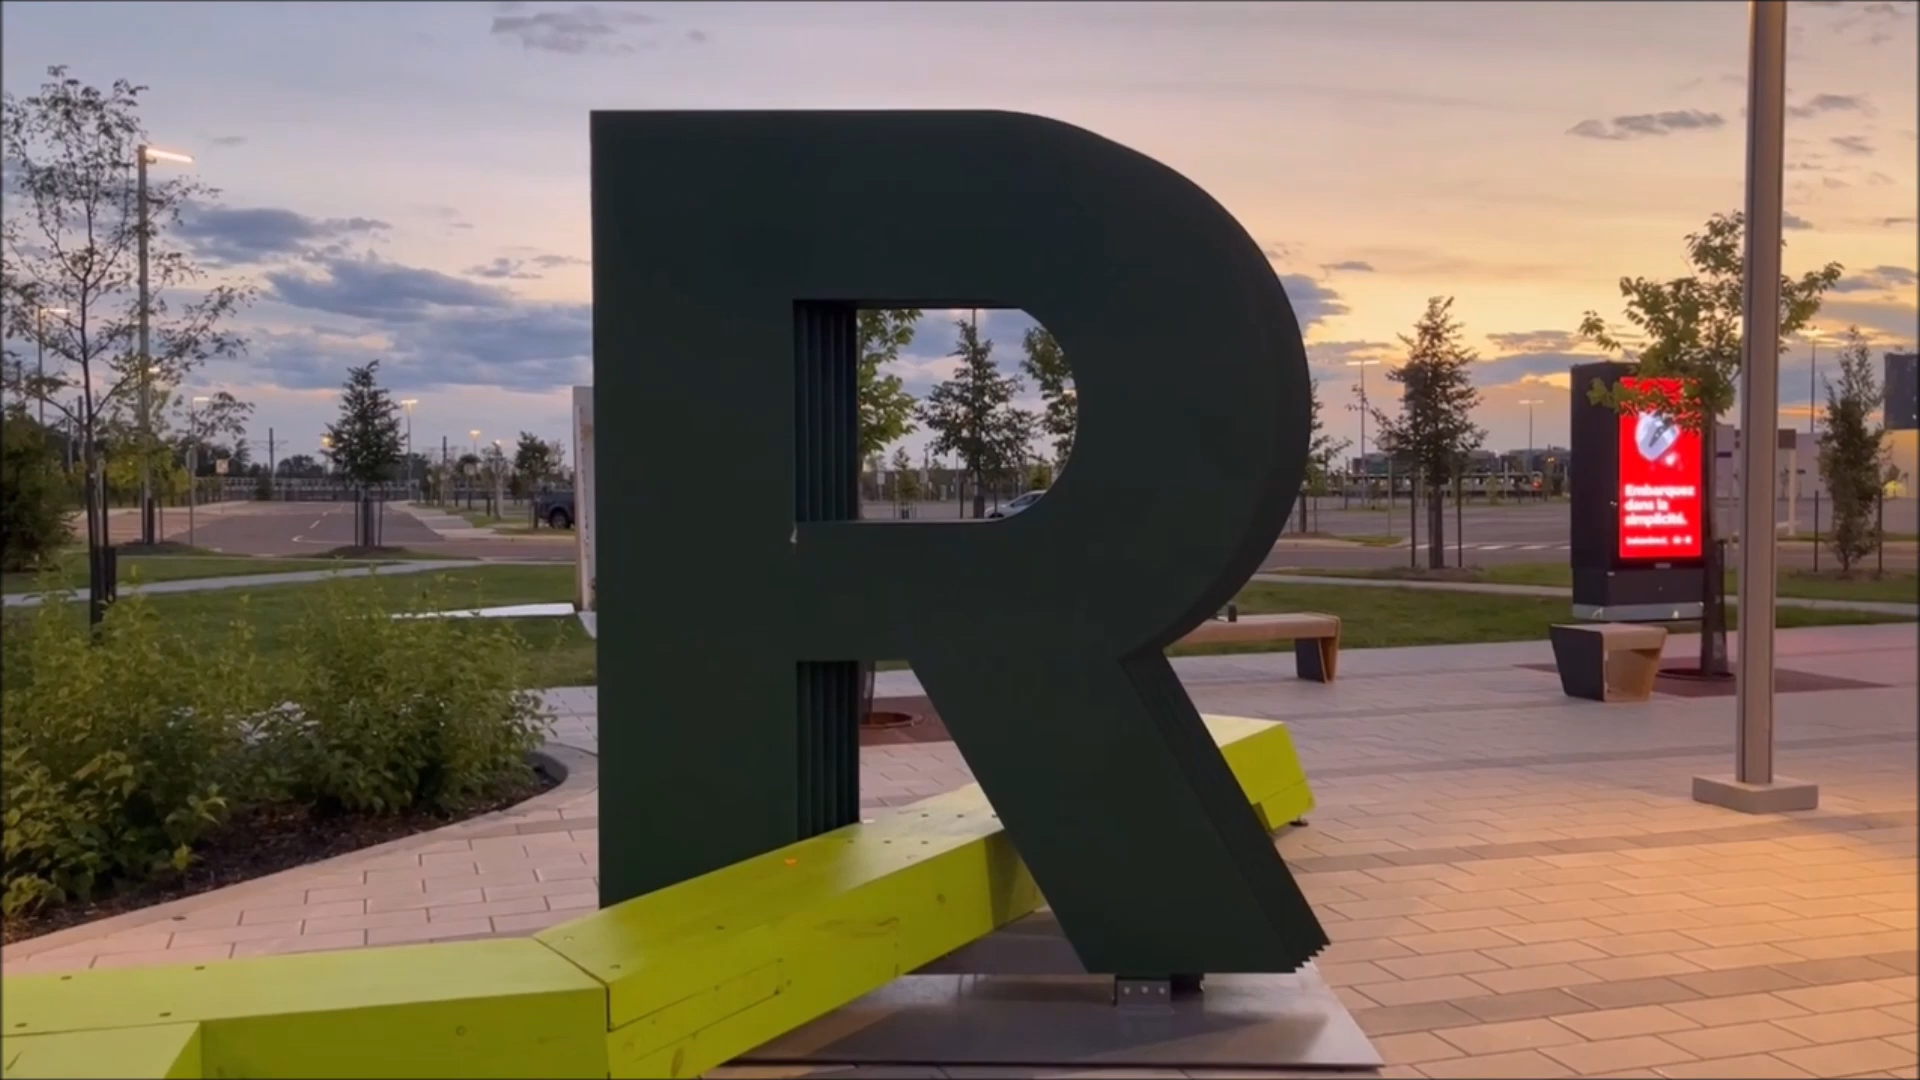 R
Embarquez
dans la
simplicité.